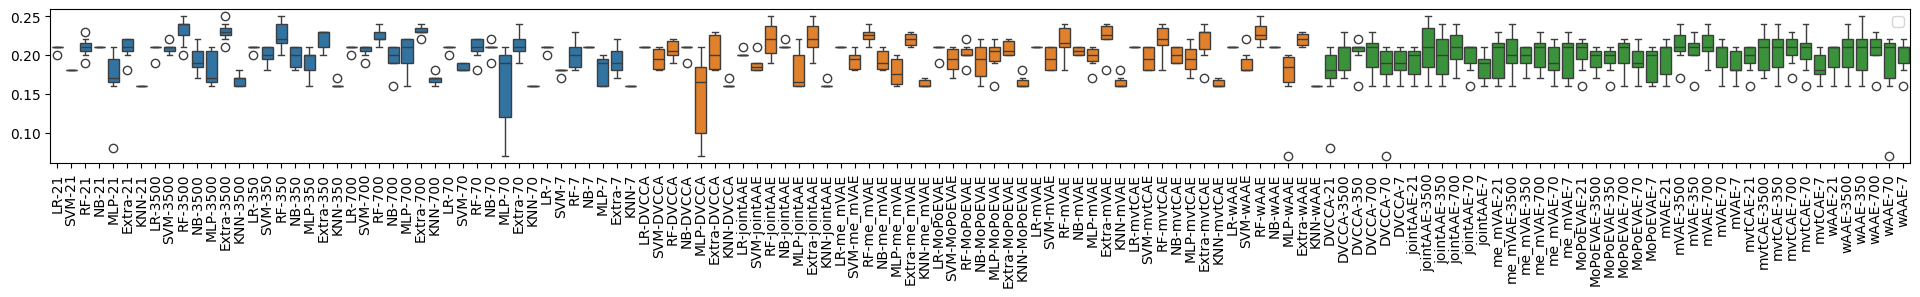 0.25
0.20
0.15
0.10
LR-21
SVM-21
RF-21
NB-21
MLP-21
Extra-21
KNN-21
LR-3500
SVM-3500
RF-3500
NB-3500
MLP-3500
Extra-3500
KNN-3500
LR-350
SVM-350
RF-350
NB-350
MLP-350
Extra-350
KNN-350
LR-700
SVM-700
RF-700
NB-700
MLP-700
Extra-700
KNN-700
LR-70
SVM-70
RF-70
NB-70
MLP-70
Extra-70
KNN-70
LR-7
SVM-7
RF-7
NB-7
MLP-7
Extra-7
KNN-7
LR-DVCCA
SVM-DVCCA
RF-DVCCA
NB-DVCCA
MLP-DVCCA
Extra-DVCCA
KNN-DVCCA
LR-jointAAE
SVM-jointAAE
RF-jointAAE
NB-jointAAE
MLP-jointAAE
Extra-jointAAE
KNN-jointAAE
LR-me_mVAE
SVM-me_mVAE
RF-me_mVAE
NB-me_mVAE
MLP-me_mVAE
Extra-me_mVAE
KNN-me_mVAE
LR-MoPoEVAE
SVM-MoPoEVAE
RF-MoPoEVAE
NB-MoPoEVAE
MLP-MoPoEVAE
Extra-MoPoEVAE
KNN-MoPoEVAE
LR-mVAE
SVM-mVAE
RF-mVAE
NB-mVAE
MLP-mVAE
Extra-mVAE
KNN-mVAE
LR-mvtCAE
SVM-mvtCAE
RF-mvtCAE
NB-mvtCAE
MLP-mvtCAE
Extra-mvtCAE
KNN-mvtCAE
LR-wAAE
SVM-wAAE
RF-wAAE
NB-wAAE
MLP-wAAE
Extra-wAAE
KNN-wAAE
DVCCA-21
DVCCA-3500
DVCCA-350
DVCCA-700
DVCCA-70
DVCCA-7
jointAAE-21
jointAAE-3500
jointAAE-350
jointAAE-700
jointAAE-70
jointAAE-7
me_mVAE-21
me_mVAE-3500
me_mVAE-350
me_mVAE-700
me_mVAE-70
me_mVAE-7
MoPoEVAE-21
MoPoEVAE-3500
MoPoEVAE-350
MoPoEVAE-700
MoPoEVAE-70
MoPoEVAE-7
mVAE-21
mVAE-3500
mVAE-350
mVAE-700
mVAE-70
mVAE-7
mvtCAE-21
mvtCAE-3500
mvtCAE-350
mvtCAE-700
mvtCAE-70
mvtCAE-7
wAAE-21
wAAE-3500
wAAE-350
wAAE-700
wAAE-70
wAAE-7